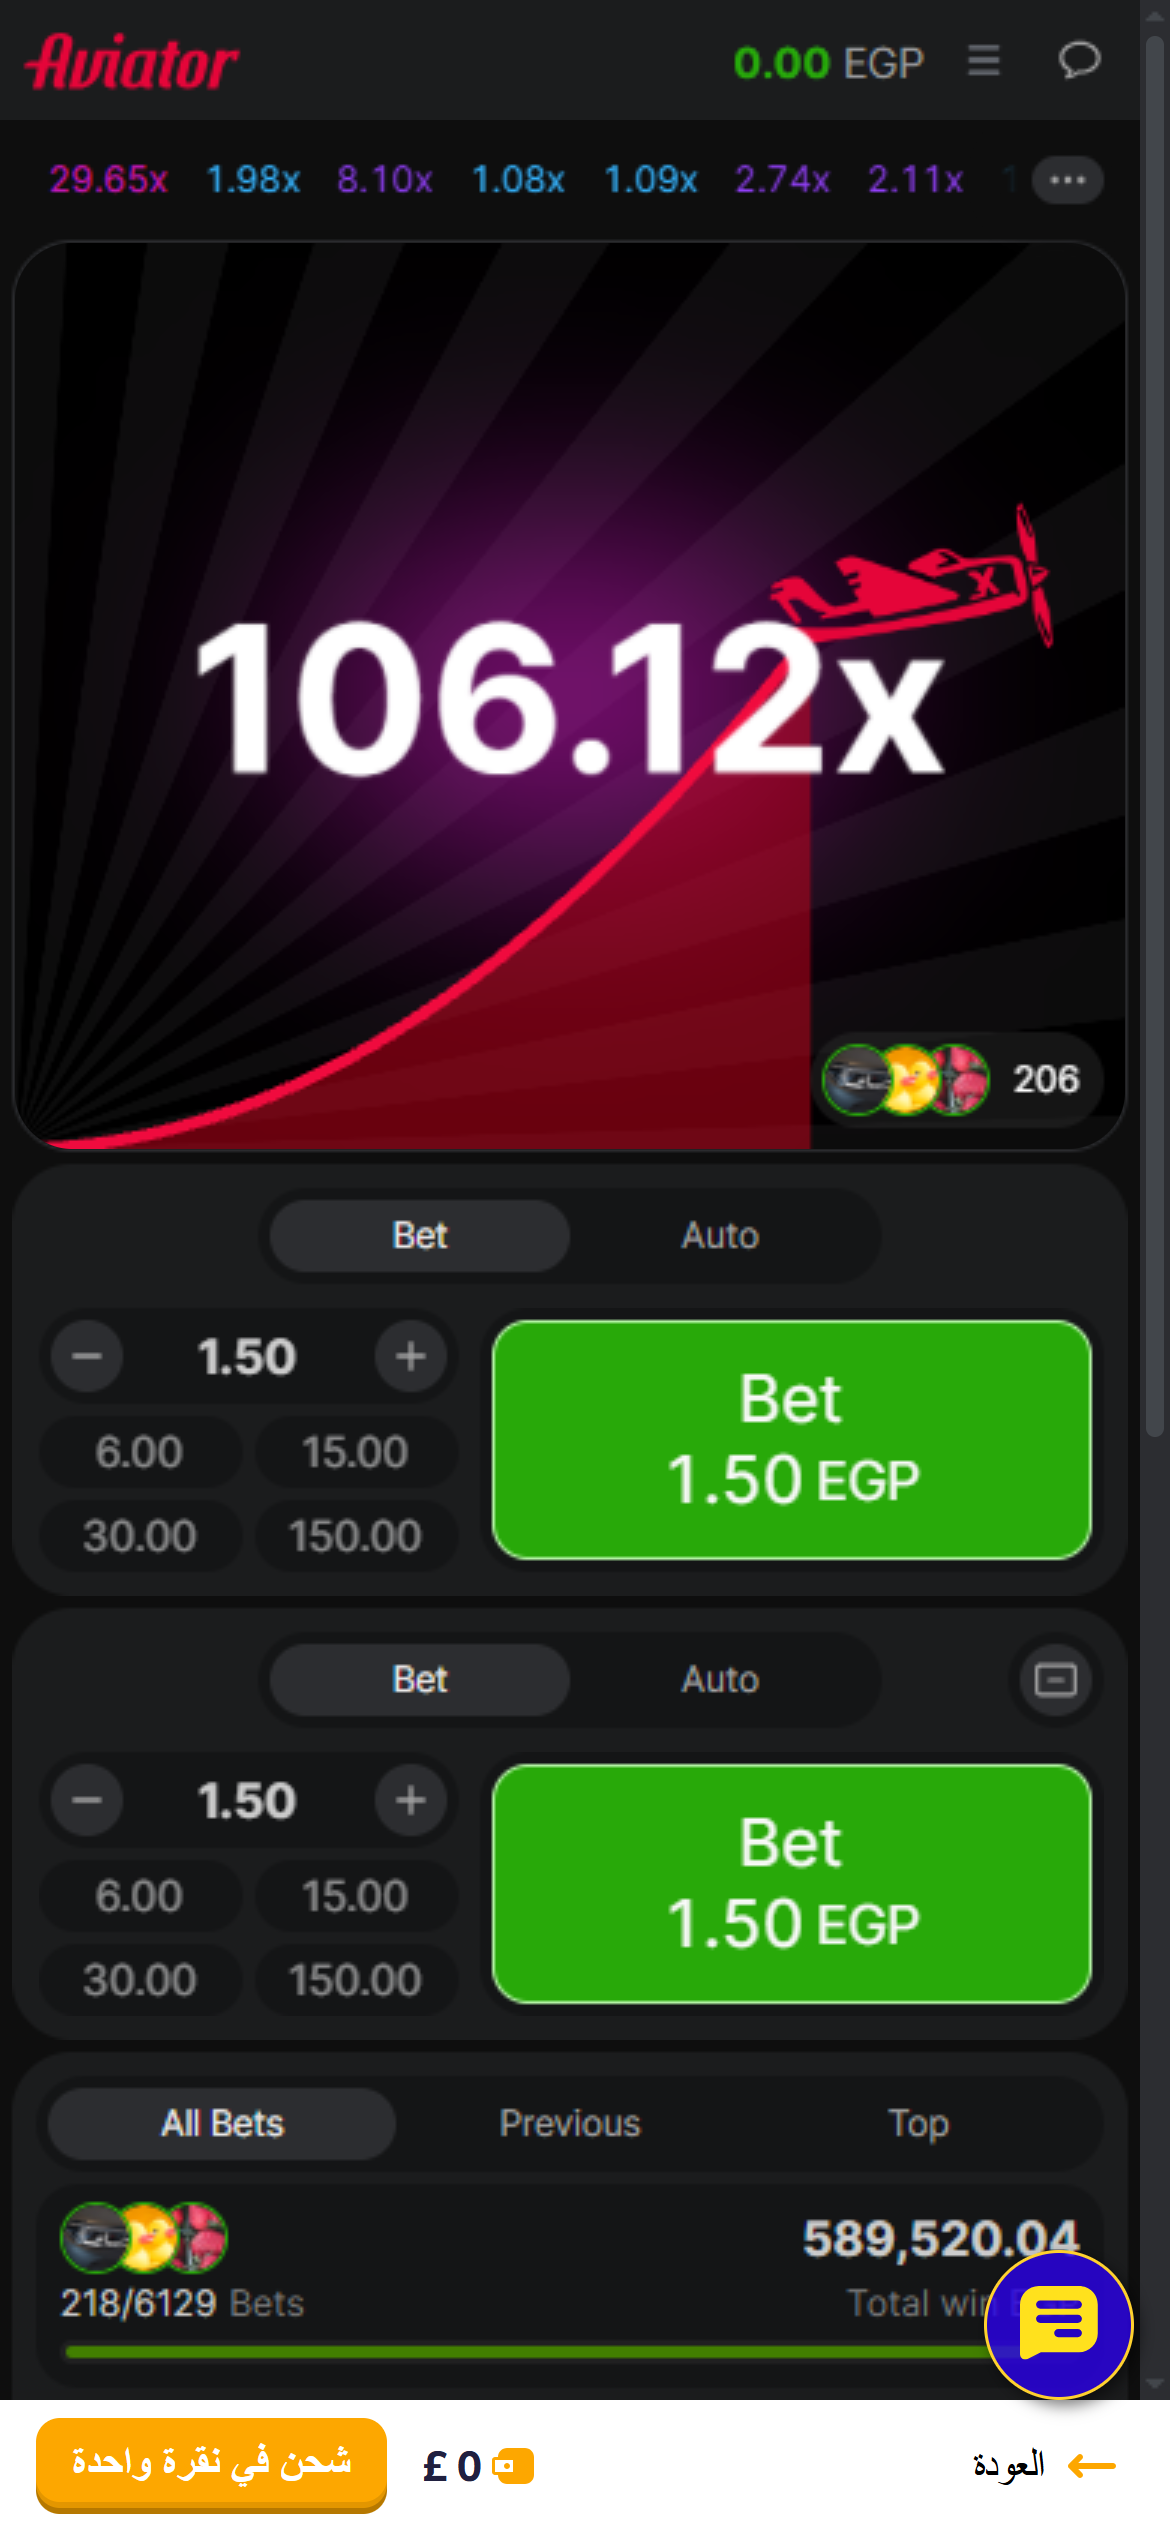 Aviator
0.00 EGP
29.65x 1.98x 8.10x 1.08x 1.09x 2.74x 2.11x
106.12x
206
Bet Auto
1.50
6.00 15.00
30.00 150.00
Bet
1.50 EGP
Bet Auto
1.50
6.00 15.00
30.00 150.00
Bet
1.50 EGP
All Bets Previous Top
589,520.04
218/6129 Bets Total win
العودة
£ 0
شحن في نقرة واحدة